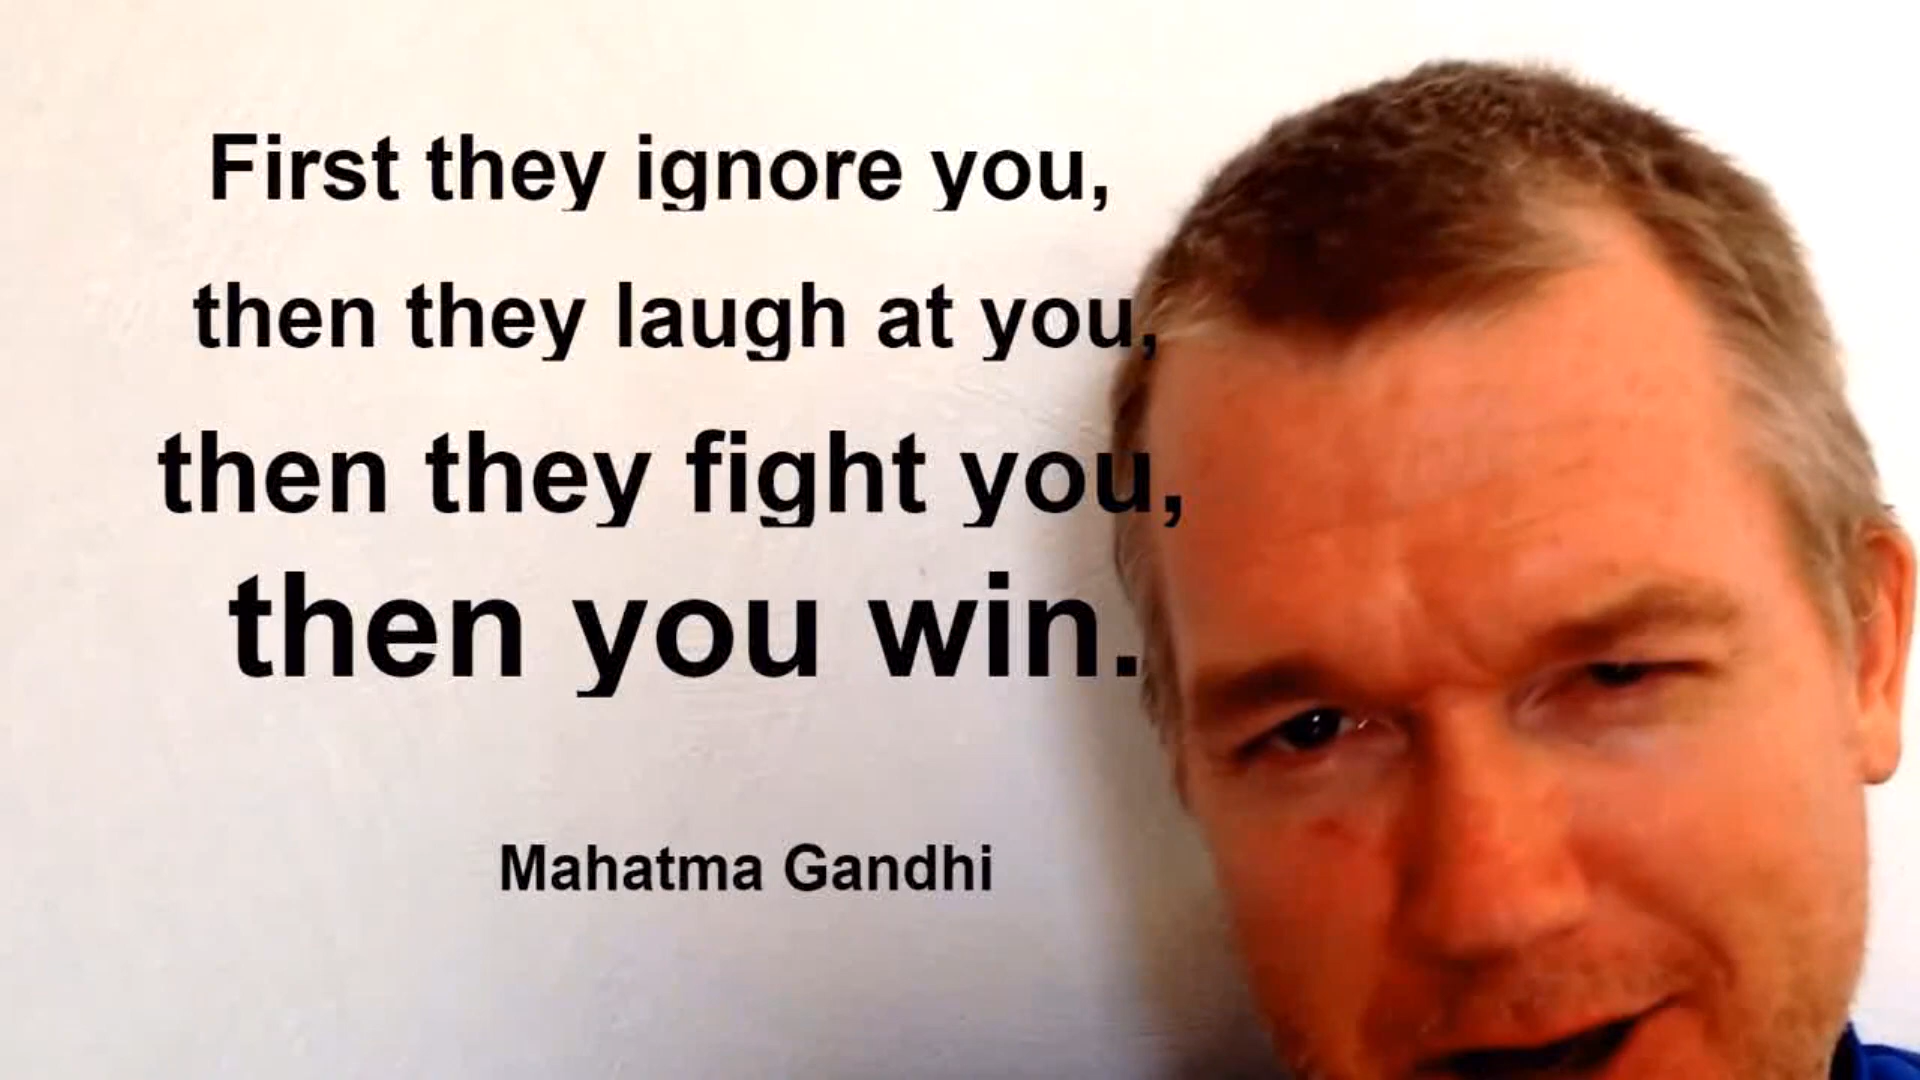 First they ignore you,
then they laugh at you,
then they fight you,
then you win.
Mahatma Gandhi